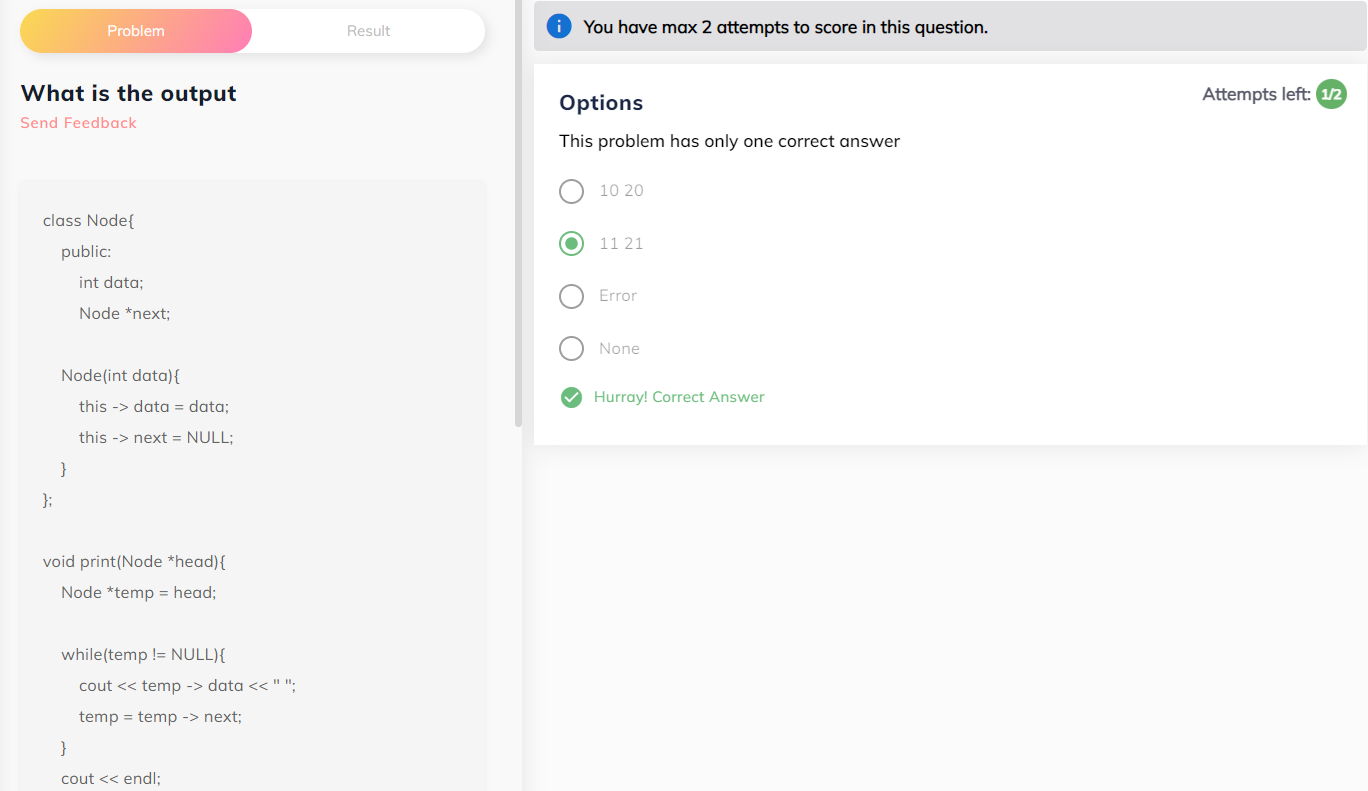 Problem
Result
What is the output
Send Feedback
class Node{
public:
int data;
Node *next;
Node(int data){
this -> data = data;
this -> next = NULL;
}
};
void print(Node *head){
Node *temp = head;
while(temp != NULL){
cout << temp -> data << " ";
temp = temp -> next;
}
cout << endl;
i You have max 2 attempts to score in this question.
Options
Attempts left: 1/2
This problem has only one correct answer
10 20
11 21
Error
None
Hurray! Correct Answer